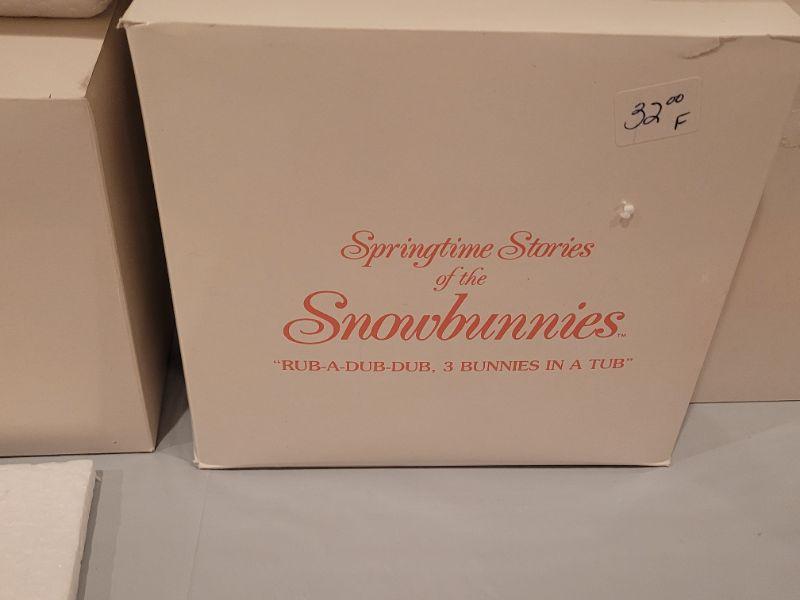 32⁰⁰
F
Springtime Stories
of the
Snowbunnies™
"RUB-A-DUB-DUB, 3 BUNNIES IN A TUB"